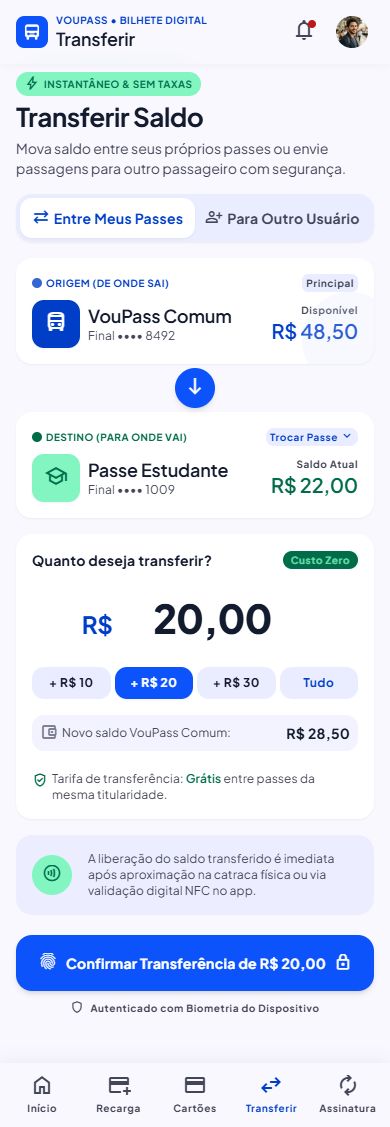 VOUPASS • BILHETE DIGITAL
Transferir
INSTANTÂNEO & SEM TAXAS
Transferir Saldo
Mova saldo entre seus próprios passes ou envie
passagens para outro passageiro com segurança.
Entre Meus Passes
Para Outro Usuário
ORIGEM (DE ONDE SAI)
Principal
VouPass Comum
Final •••• 8492
Disponível
R$ 48,50
DESTINO (PARA ONDE VAI)
Trocar Passe
Passe Estudante
Final •••• 1009
Saldo Atual
R$ 22,00
Quanto deseja transferir?
Custo Zero
R$ 20,00
+ R$ 10
+ R$ 20
+ R$ 30
Tudo
Novo saldo VouPass Comum:
R$ 28,50
Tarifa de transferência: Grátis entre passes da
mesma titularidade.
A liberação do saldo transferido é imediata
após aproximação na catraca física ou via
validação digital NFC no app.
Confirmar Transferência de R$ 20,00
Autenticado com Biometria do Dispositivo
Início
Recarga
Cartões
Transferir
Assinatura